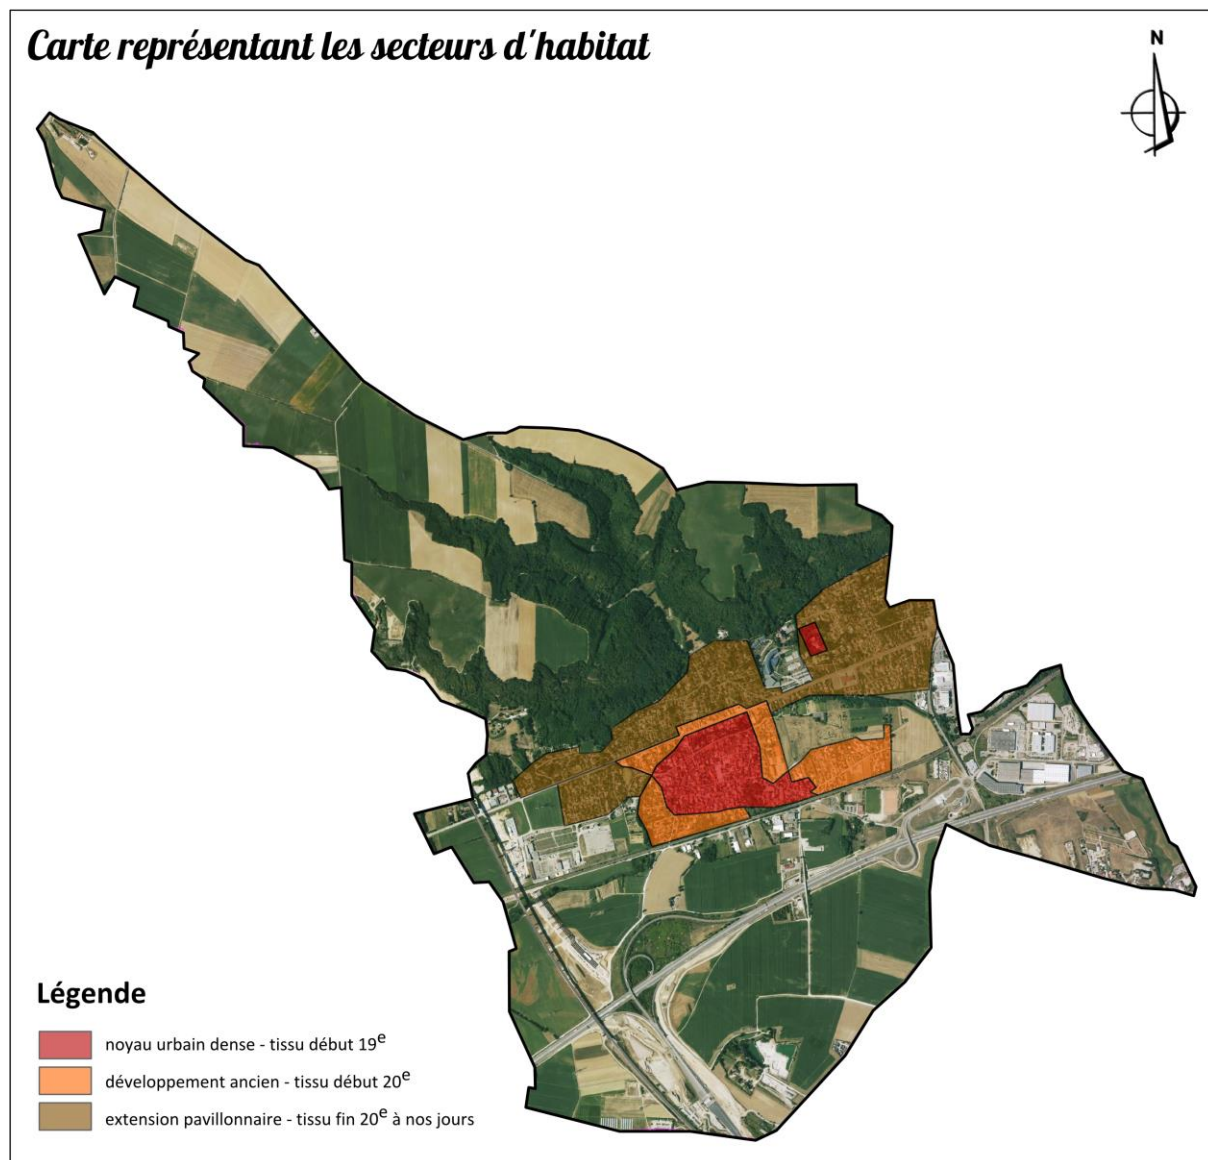 Carte représentant les secteurs d'habitat
N
Légende
noyau urbain dense - tissu début 19e
développement ancien - tissu début 20e
extension pavillonnaire - tissu fin 20e à nos jours